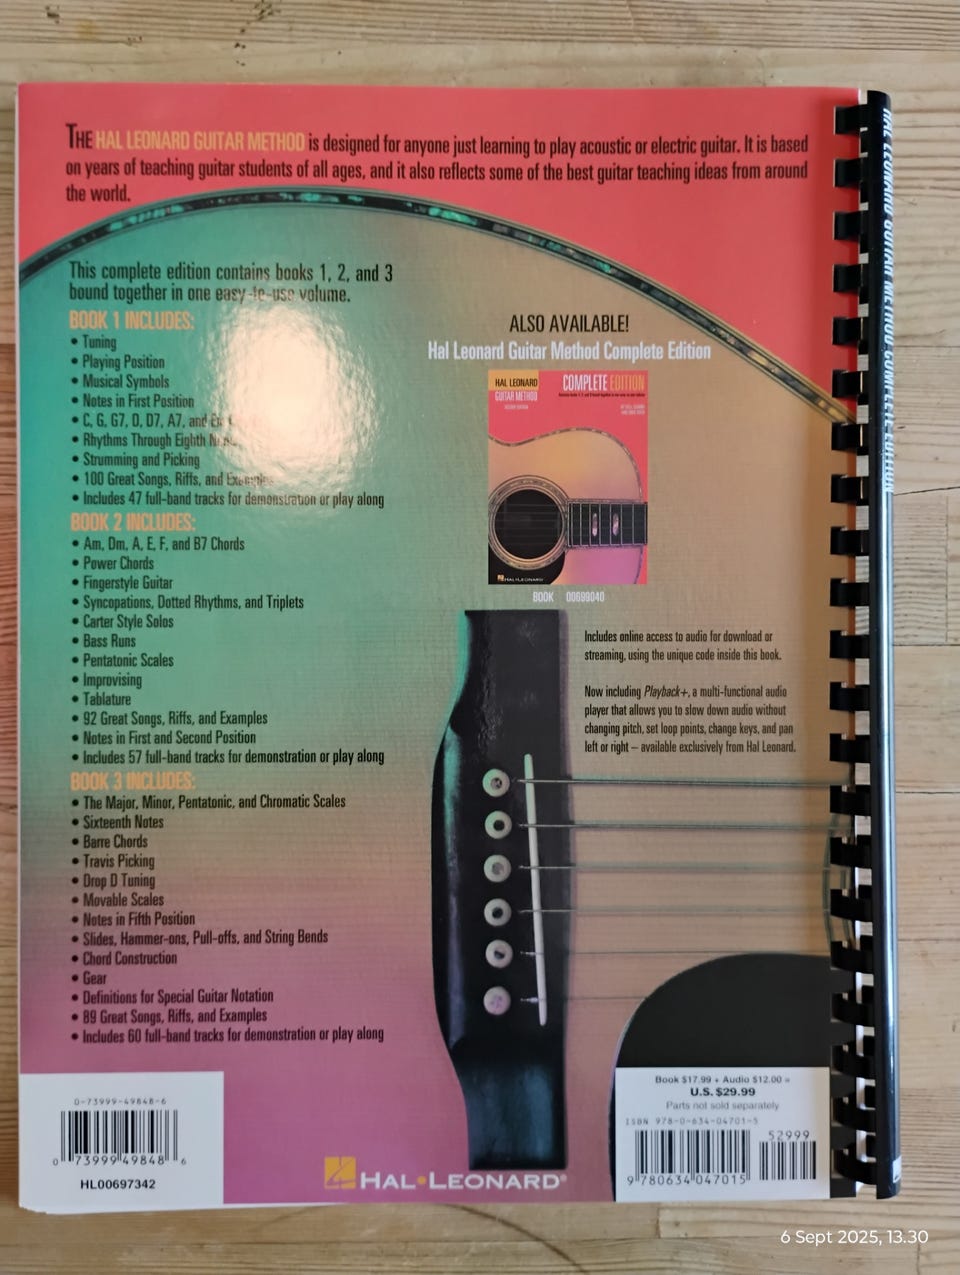 THE HAL LEONARD GUITAR METHOD is designed for anyone just learning to play acoustic or electric guitar. It is based
on years of teaching guitar students of all ages, and it also reflects some of the best guitar teaching ideas from around
the world.
This complete edition contains books 1, 2, and 3
bound together in one easy-to-use volume.
BOOK 1 INCLUDES:
• Tuning
• Playing Position
• Musical Symbols
• Notes in First Position
• C, G, G7, D, D7, A7, and Em
• Rhythms Through Eighth
• Strumming and Picking
• 100 Great Songs, Riffs, and Examples
• Includes 47 full-band tracks for demonstration or play along
BOOK 2 INCLUDES:
• Am, Dm, A, E, F, and B7 Chords
• Power Chords
• Fingerstyle Guitar
• Syncopations, Dotted Rhythms, and Triplets
• Carter Style Solos
• Bass Runs
• Pentatonic Scales
• Improvising
• Tablature
• 92 Great Songs, Riffs, and Examples
• Notes in First and Second Position
• Includes 57 full-band tracks for demonstration or play along
BOOK 3 INCLUDES:
• The Major, Minor, Pentatonic, and Chromatic Scales
• Sixteenth Notes
• Barre Chords
• Travis Picking
• Drop D Tuning
• Movable Scales
• Notes in Fifth Position
• Slides, Hammer-ons, Pull-offs, and String Bends
• Chord Construction
• Gear
• Definitions for Special Guitar Notation
• 89 Great Songs, Riffs, and Examples
• Includes 60 full-band tracks for demonstration or play along
ALSO AVAILABLE!
Hal Leonard Guitar Method Complete Edition
HAL LEONARD
GUITAR METHOD
SECOND EDITION
COMPLETE EDITION
HAL•LEONARD
BOOK 00699040
Includes online access to audio for download or
streaming, using the unique code inside this book.
Now including Playback+, a multi-functional audio
player that allows you to slow down audio without
changing pitch, set loop points, change keys, and pan
left or right – available exclusively from Hal Leonard.
0-73999-49848-6
0 73999 49848 6
HL00697342
HAL•LEONARD®
Book $17.99 + Audio $12.00 =
U.S. $29.99
Parts not sold separately
ISBN 978-0-634-04701-5
52999
9 780634 047015
HAL LEONARD GUITAR METHOD COMPLETE EDITION
6 Sept 2025, 13.30